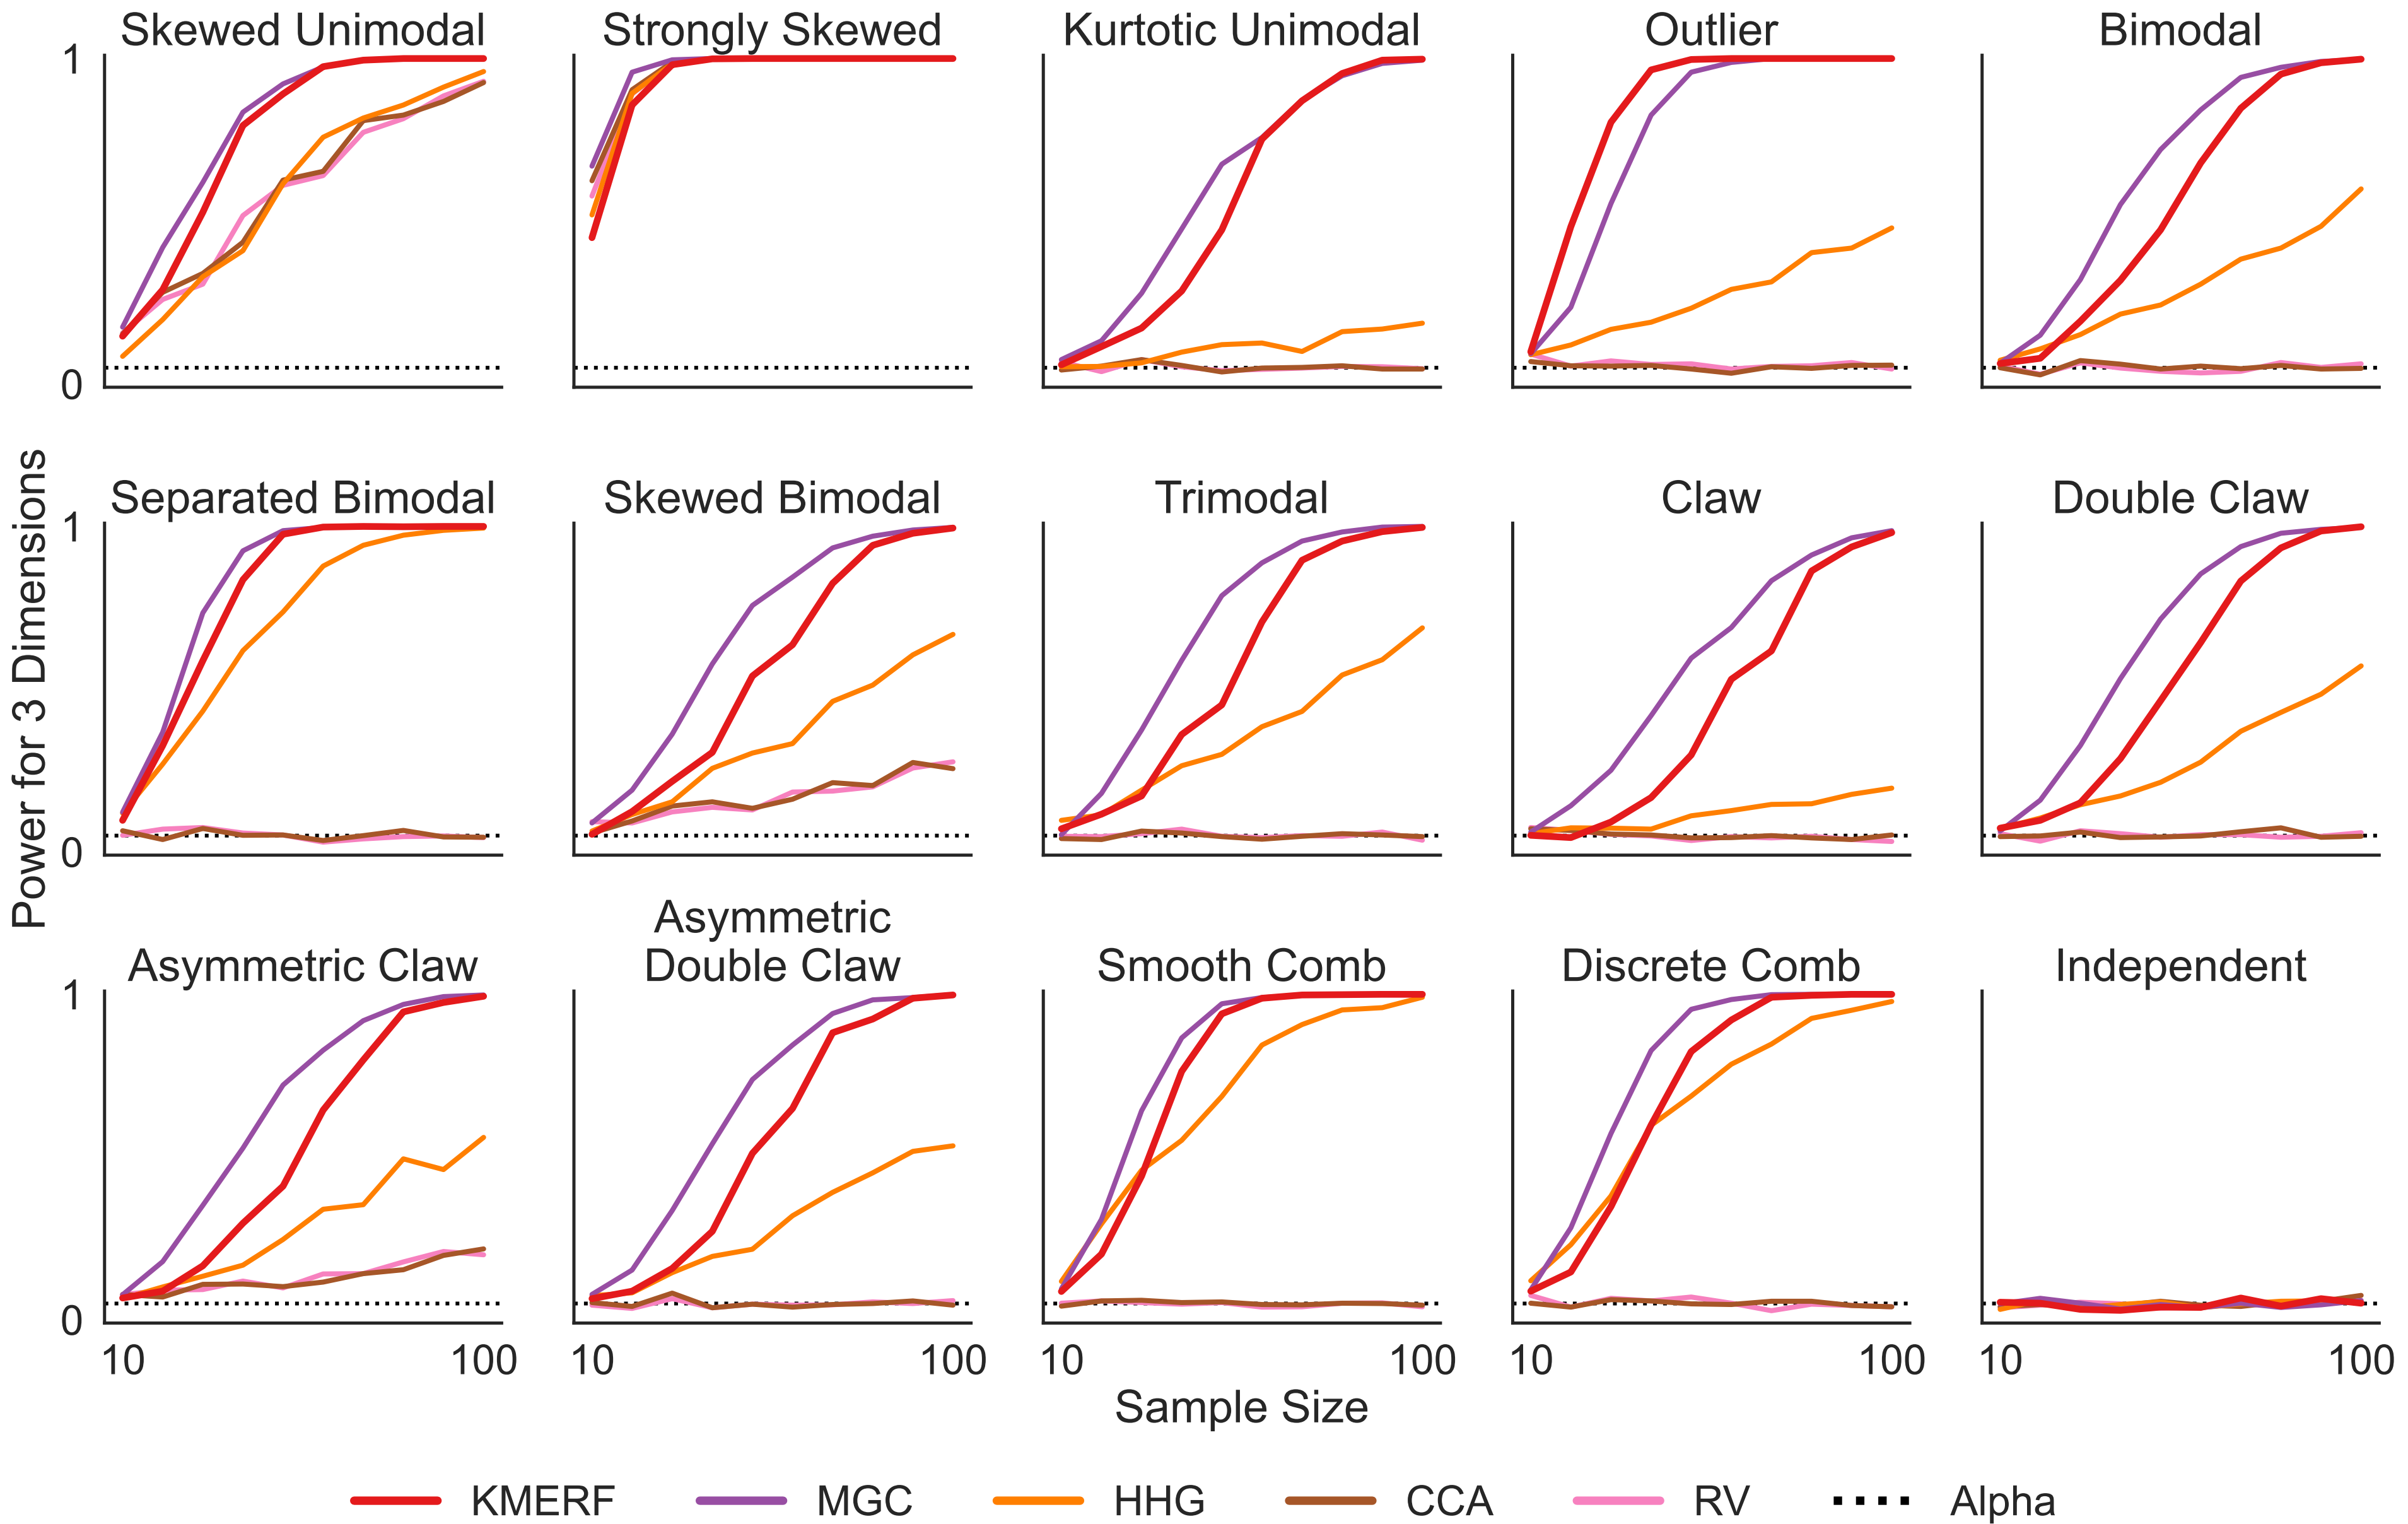 Skewed Unimodal
Strongly Skewed
Kurtotic Unimodal
Outlier
Bimodal
1
0
Power for 3 Dimensions
Separated Bimodal
Skewed Bimodal
Trimodal
Claw
Double Claw
1
0
Asymmetric Claw
Asymmetric
Double Claw
Smooth Comb
Discrete Comb
Independent
1
0
10 100
10 100
10 100
10 100
10 100
Sample Size
KMERF MGC HHG CCA RV Alpha